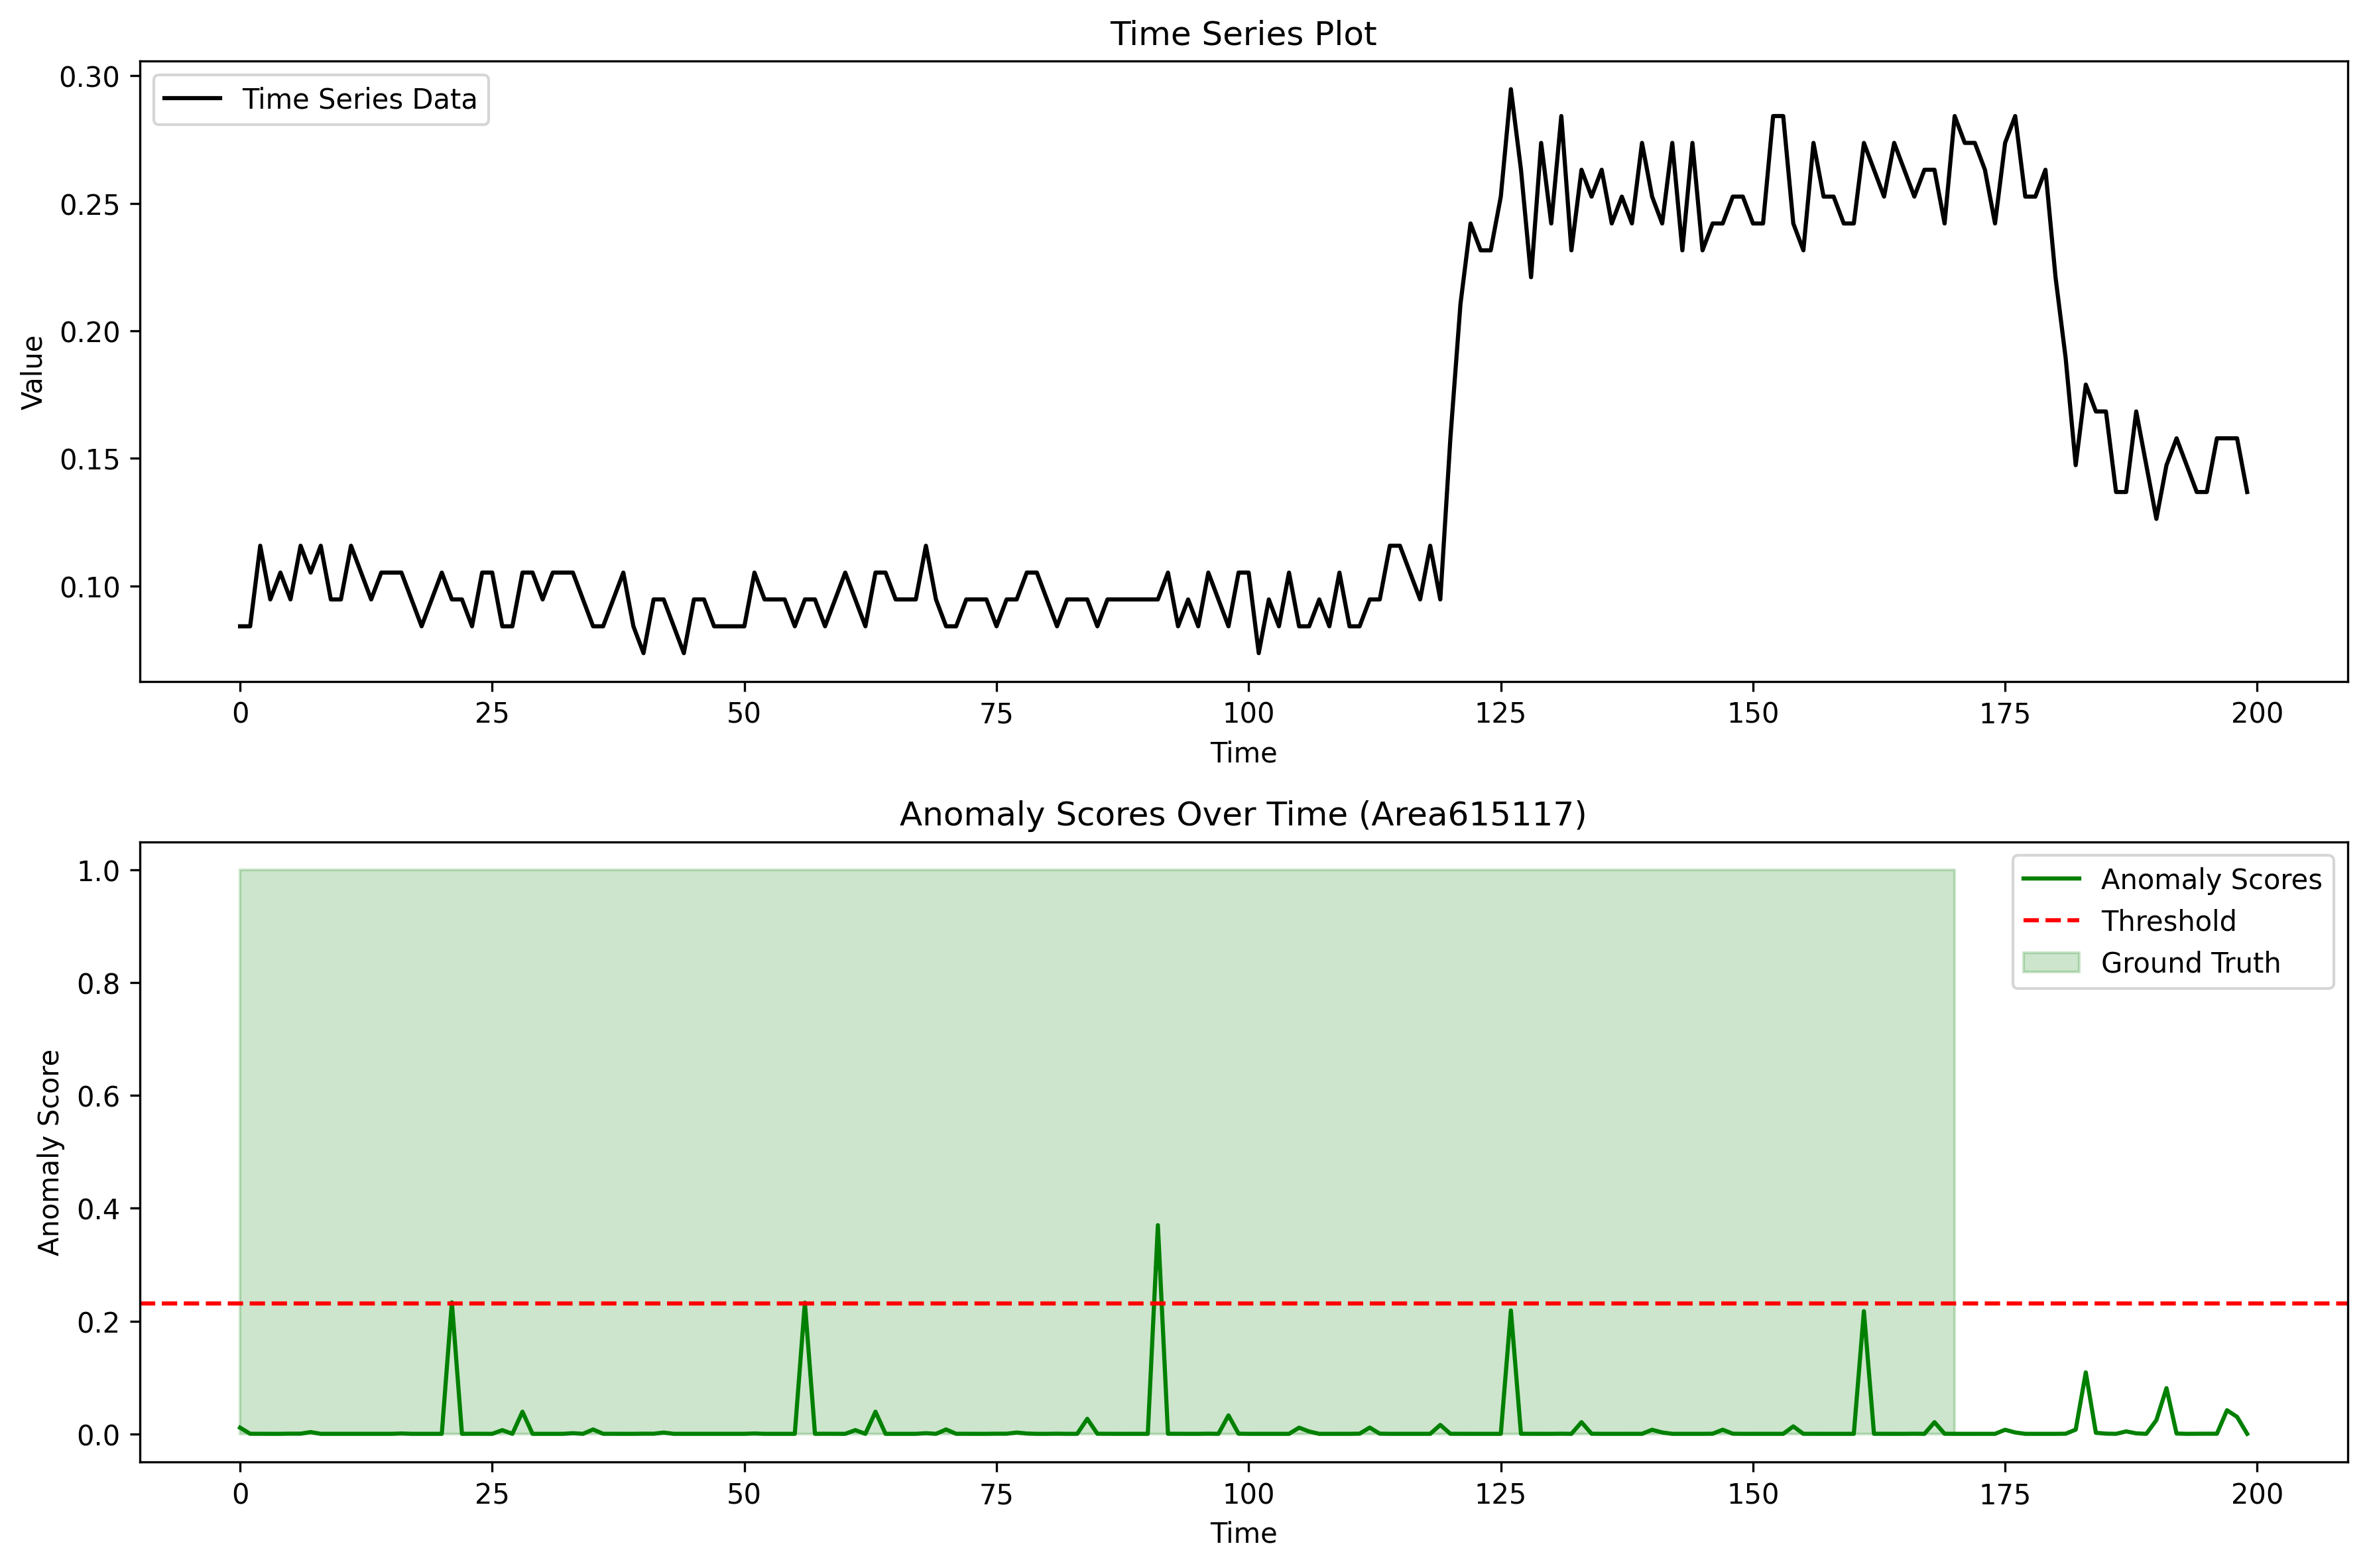 Time Series Plot
Time Series Data
Value
0.30
0.25
0.20
0.15
0.10
0 25 50 75 100 125 150 175 200
Time
Anomaly Scores Over Time (Area615117)
Anomaly Scores
Threshold
Ground Truth
Anomaly Score
1.0
0.8
0.6
0.4
0.2
0.0
0 25 50 75 100 125 150 175 200
Time